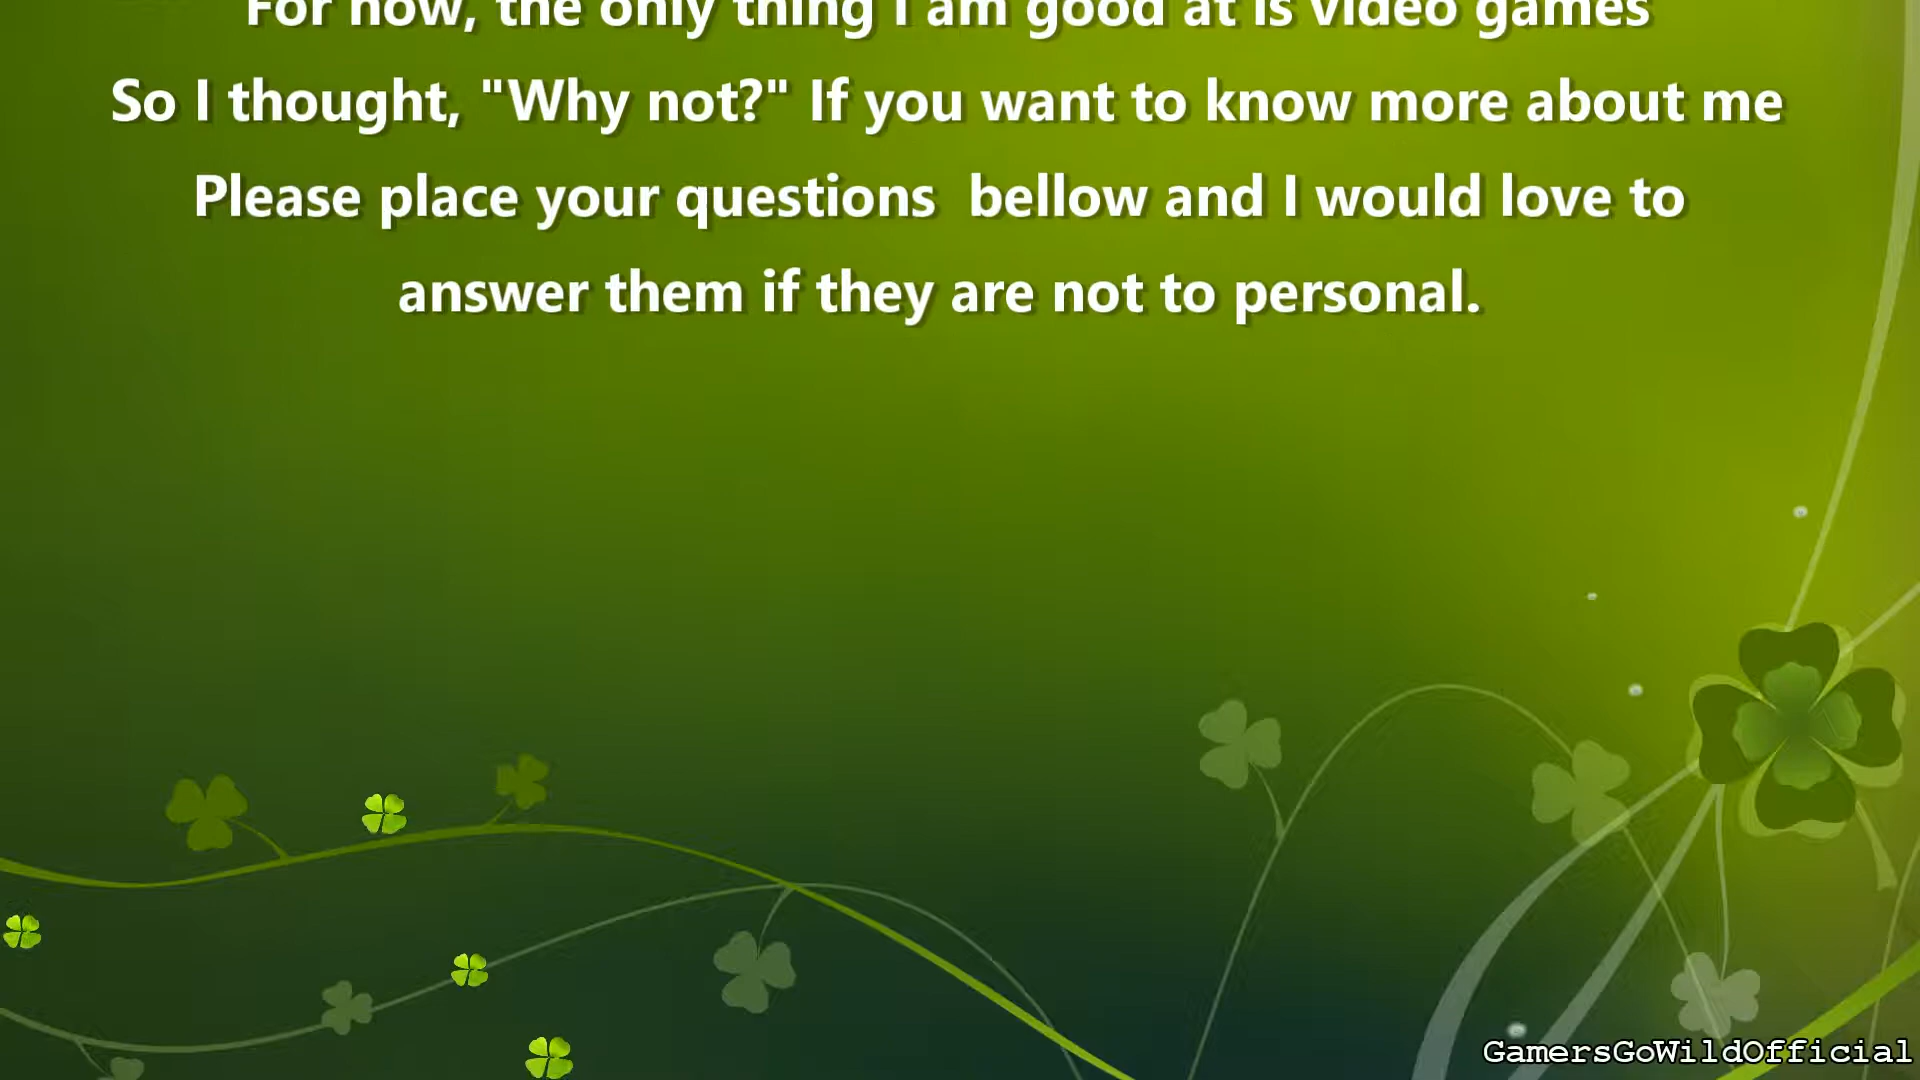 For now, the only thing I am good at is video games
So I thought, "Why not?" If you want to know more about me
Please place your questions  bellow and I would love to
answer them if they are not to personal.
GamersGoWildOfficial